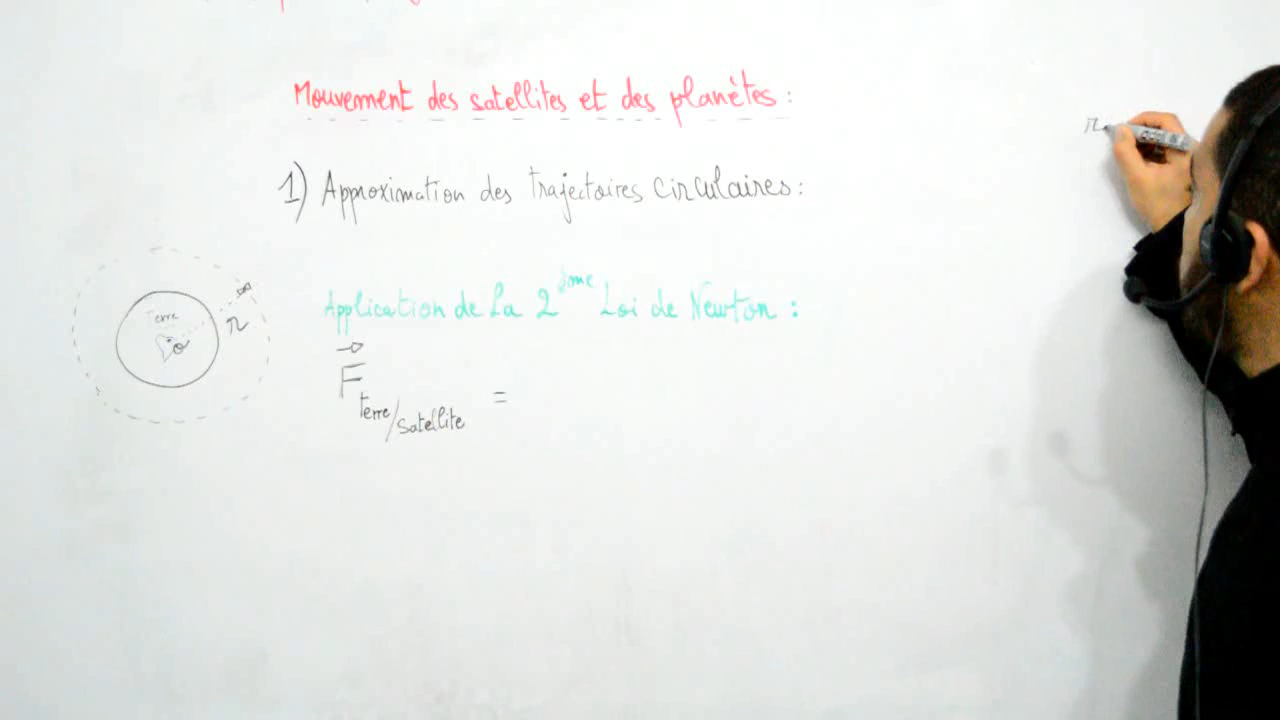 Mouvement des satellites et des planètes :
1) Approximation des trajectoires circulaires :
Terre
r
Application de la 2ème Loi de Newton :
F terre/satellite =
r